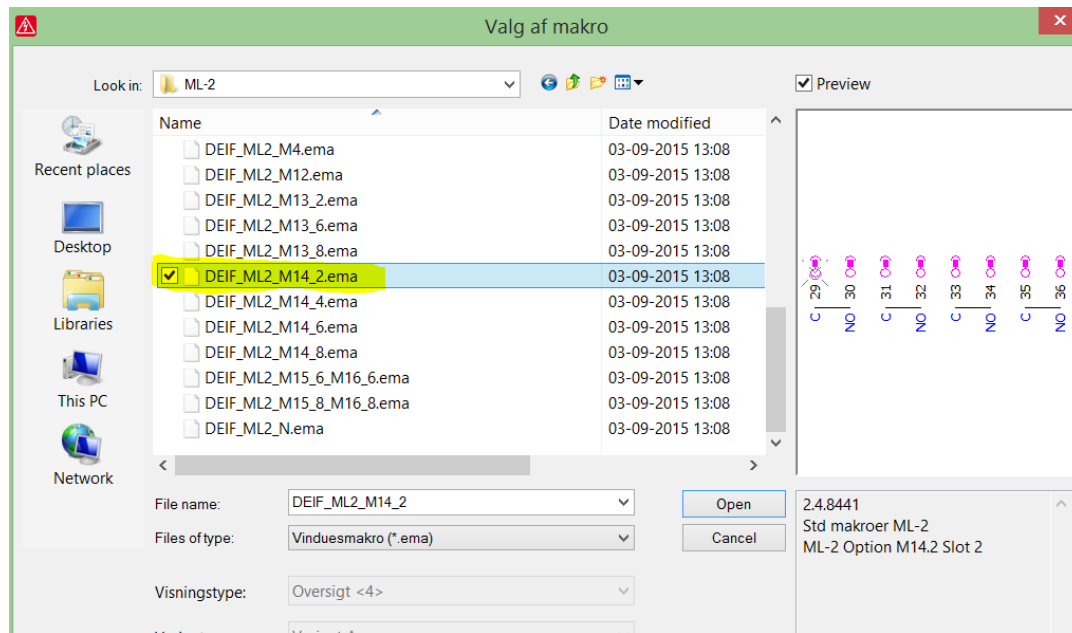 Valg af makro
Look in: ML-2
Preview
Recent places
Desktop
Libraries
This PC
Network
Name Date modified
DEIF_ML2_M4.ema 03-09-2015 13:08
DEIF_ML2_M12.ema 03-09-2015 13:08
DEIF_ML2_M13_2.ema 03-09-2015 13:08
DEIF_ML2_M13_6.ema 03-09-2015 13:08
DEIF_ML2_M13_8.ema 03-09-2015 13:08
DEIF_ML2_M14_2.ema 03-09-2015 13:08
DEIF_ML2_M14_4.ema 03-09-2015 13:08
DEIF_ML2_M14_6.ema 03-09-2015 13:08
DEIF_ML2_M14_8.ema 03-09-2015 13:08
DEIF_ML2_M15_6_M16_6.ema 03-09-2015 13:08
DEIF_ML2_M15_8_M16_8.ema 03-09-2015 13:08
DEIF_ML2_N.ema 03-09-2015 13:08
29 30 31 32 33 34 35 36
C NO C NO C NO C NO
File name: DEIF_ML2_M14_2 Open
Files of type: Vinduesmakro (*.ema) Cancel
Visningstype: Oversigt <4>
2.4.8441
Std makroer ML-2
ML-2 Option M14.2 Slot 2